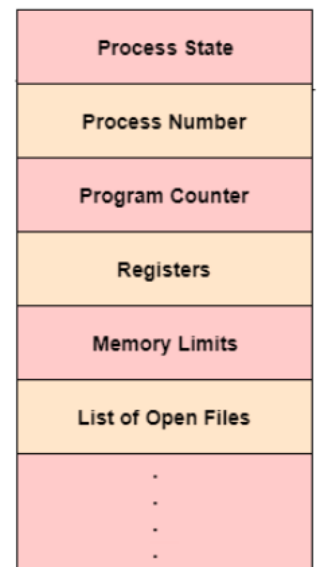 Process State
Process Number
Program Counter
Registers
Memory Limits
List of Open Files
.
.
.
.